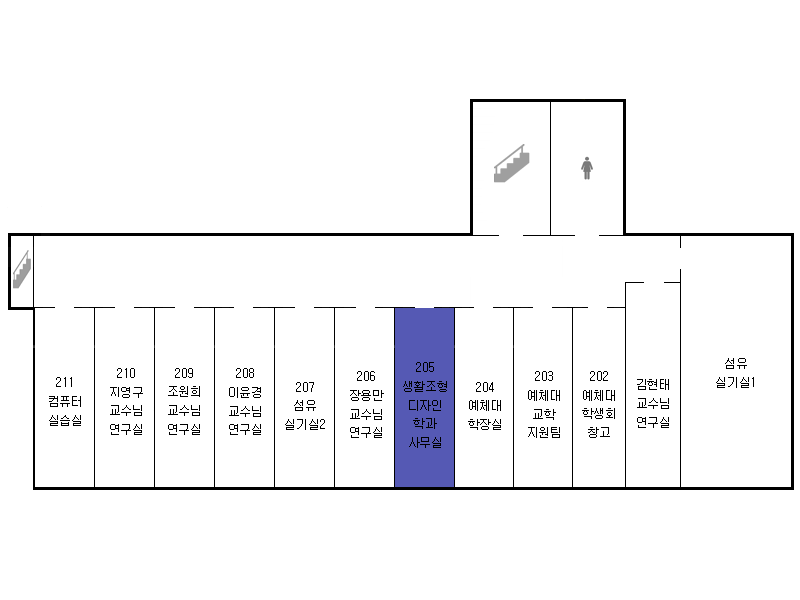 211
컴퓨터
실습실
210
지영구
교수님
연구실
209
조원희
교수님
연구실
208
이윤경
교수님
연구실
207
섬유
실기실2
206
장용만
교수님
연구실
205
생활조형
디자인
학과
사무실
204
예체대
학장실
203
예체대
교학
지원팀
202
예체대
학생회
창고
김현태
교수님
연구실
섬유
실기실1